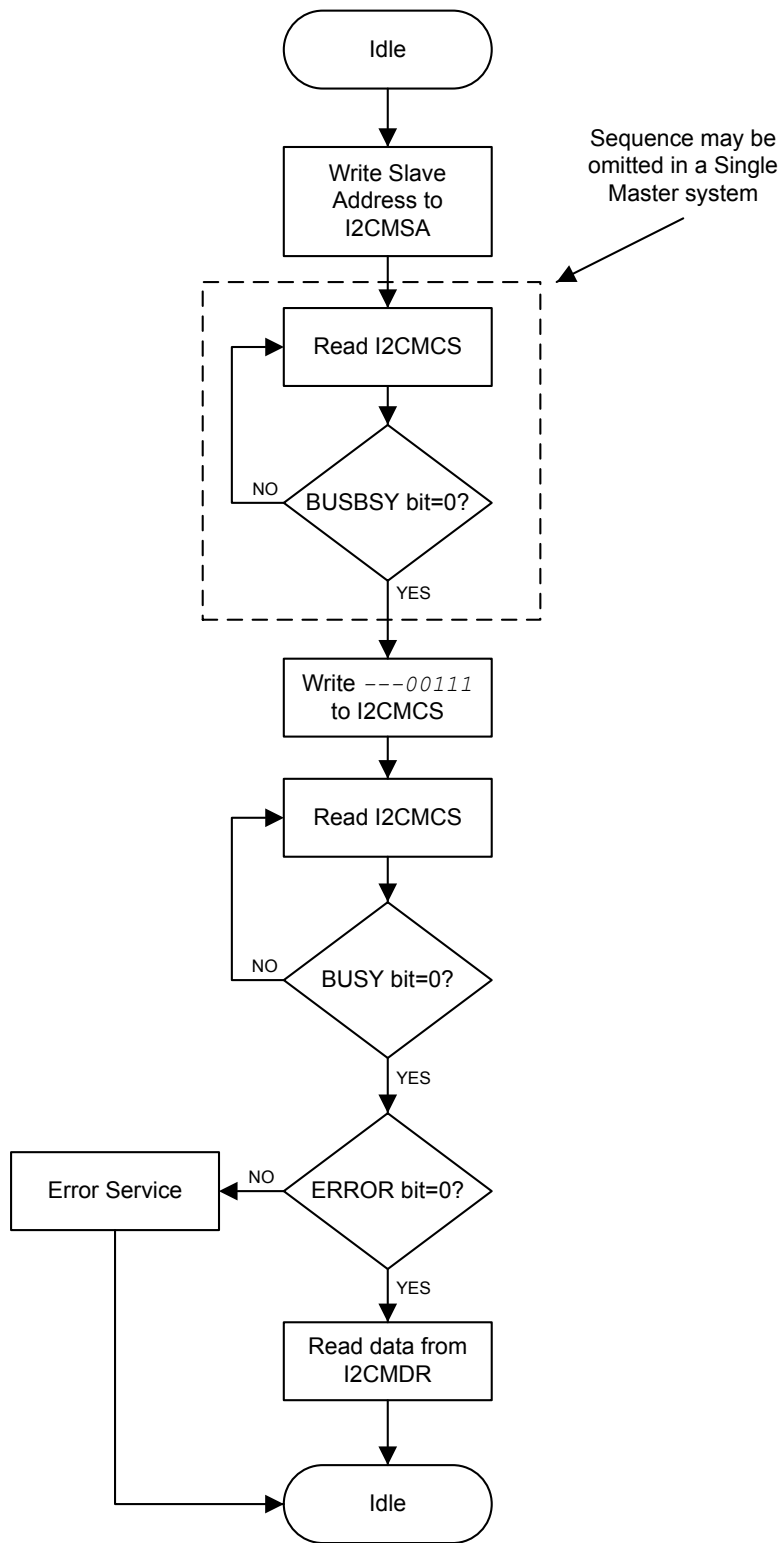 Idle
Sequence may be
omitted in a Single
Master system
Write Slave
Address to
I2CMSA
Read I2CMCS
NO
BUSBSY bit=0?
YES
Write ---00111
to I2CMCS
Read I2CMCS
NO
BUSY bit=0?
YES
Error Service
NO
ERROR bit=0?
YES
Read data from
I2CMDR
Idle